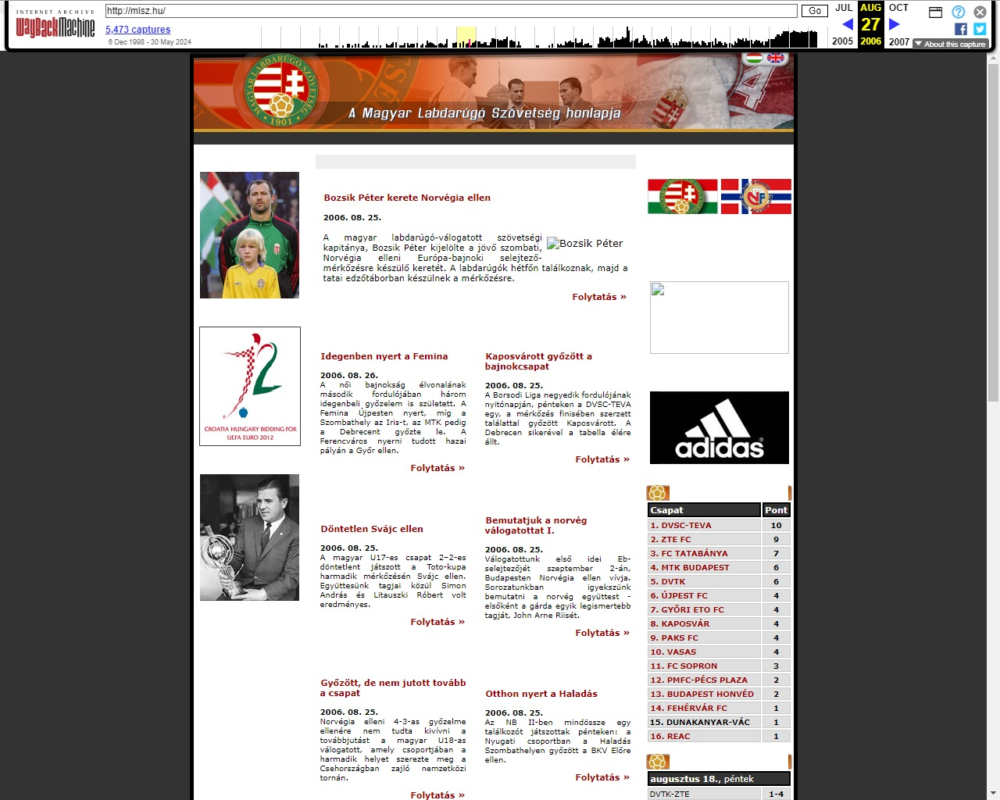 INTERNET ARCHIVE
WayBackMachine
http://mlsz.hu/
Go
5,473 captures
6 Dec 1998 - 30 May 2024
JUL
AUG
OCT
27
2005
2006
2007
About this capture
MAGYAR LABDARÚGÓ SZÖVETSÉG
1901
A Magyar Labdarúgó Szövetség honlapja
Bozsik Péter kerete Norvégia ellen
2006. 08. 25.
A magyar labdarúgó-válogatott szövetségi
kapitánya, Bozsik Péter kijelölte a jövő szombati,
Norvégia elleni Európa-bajnoki selejtező-
mérkőzésre készülő keretét. A labdarúgók hétfőn találkoznak, majd a
tatai edzőtáborban készülnek a mérkőzésre.
Bozsik Péter
Folytatás »
CROATIA HUNGARY BIDDING FOR
UEFA EURO 2012
Idegenben nyert a Femina
2006. 08. 26.
A női bajnokság élvonalának
második fordulójában három
idegenbeli győzelem is született. A
Femina Újpesten nyert, míg a
Szombathely az Iris-t, az MTK pedig
a Debrecent győzte le. A
Ferencváros nyerni tudott hazai
pályán a Győr ellen.
Folytatás »
Kaposvárott győzött a
bajnokcsapat
2006. 08. 25.
A Borsodi Liga negyedik fordulójának
nyitónapján, pénteken a DVSC-TEVA
egy, a mérkőzés finisében szerzett
találattal győzött Kaposvárott. A
Debrecen sikerével a tabella élére
állt.
Folytatás »
Döntetlen Svájc ellen
2006. 08. 25.
A magyar U17-es csapat 2–2-es
döntetlent játszott a Toto-kupa
harmadik mérkőzésén Svájc ellen.
Együttesünk tagjai közül Simon
András és Litauszki Róbert volt
eredményes.
Folytatás »
Bemutatjuk a norvég
válogatottat I.
2006. 08. 25.
Válogatottunk első idei Eb-
selejtezőjét szeptember 2-án,
Budapesten Norvégia ellen vívja.
Sorozatunkban igyekszünk
bemutatni a norvég együttest -
elsőként a gárda egyik legismertebb
tagját, John Arne Riisét.
Folytatás »
Győzött, de nem jutott tovább
a csapat
2006. 08. 25.
Norvégia elleni 4-3-as győzelme
ellenére nem tudta kivívni a
továbbjutást a magyar U18-as
válogatott, amely csoportjában a
harmadik helyet szerezte meg a
Csehországban zajló nemzetközi
tornán.
Folytatás »
Otthon nyert a Haladás
2006. 08. 25.
Az NB II-ben mindössze egy
találkozót játszottak pénteken: a
Nyugati csoportban a Haladás
Szombathelyen győzött a BKV Előre
ellen.
Folytatás »
adidas
Csapat Pont
1. DVSC-TEVA 10
2. ZTE FC 9
3. FC TATABÁNYA 7
4. MTK BUDAPEST 6
5. DVTK 6
6. ÚJPEST FC 4
7. GYŐRI ETO FC 4
8. KAPOSVÁR 4
9. PAKS FC 4
10. VASAS 4
11. FC SOPRON 3
12. PMFC-PÉCS PLAZA 2
13. BUDAPEST HONVÉD 2
14. FEHÉRVÁR FC 1
15. DUNAKANYAR-VÁC 1
16. REAC 1
augusztus 18., péntek
DVTK-ZTE 1-4